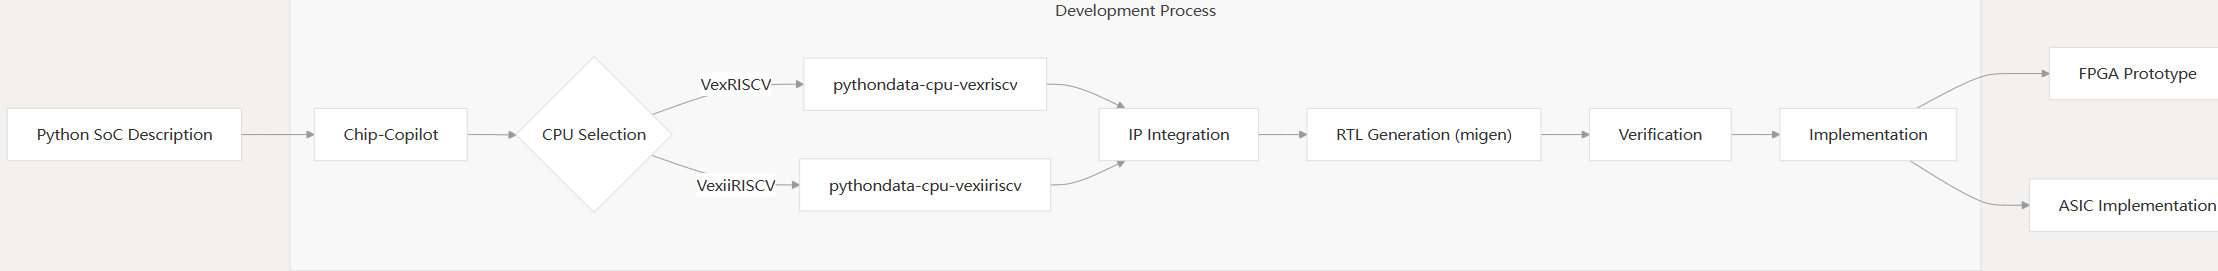 Development Process
Python SoC Description
Chip-Copilot
CPU Selection
VexRISCV
pythondata-cpu-vexriscv
VexiiRISCV
pythondata-cpu-vexiiriscv
IP Integration
RTL Generation (migen)
Verification
Implementation
FPGA Prototype
ASIC Implementation